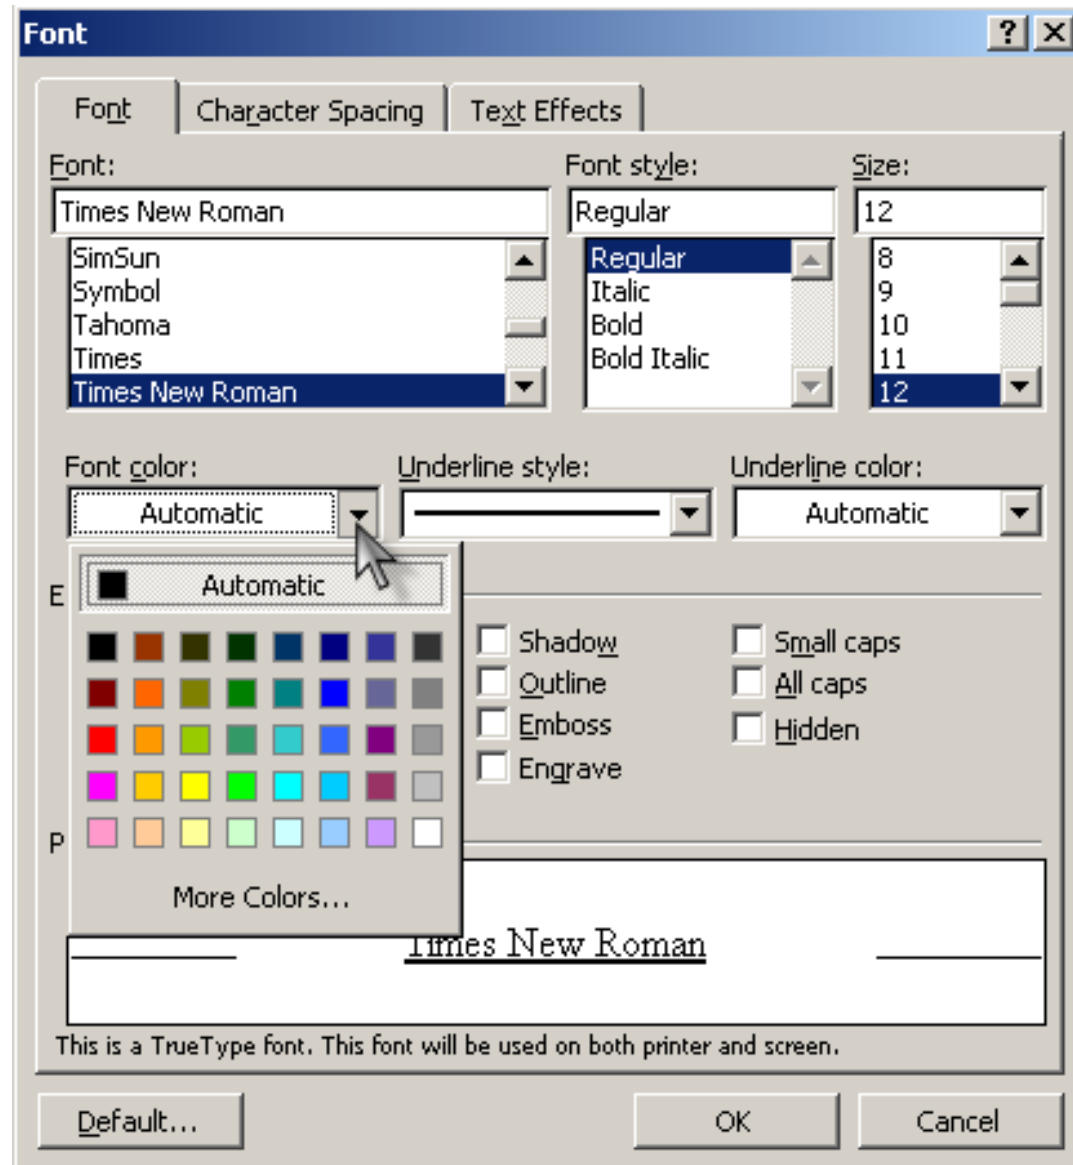 Font
Font Character Spacing Text Effects
Font: Font style: Size:
Times New Roman Regular 12
SimSun Regular 8
Symbol Italic 9
Tahoma Bold 10
Times Bold Italic 11
Times New Roman 12
Font color: Underline style: Underline color:
Automatic Automatic
Automatic
E
Shadow Small caps
Outline All caps
Emboss Hidden
Engrave
P
More Colors...
Times New Roman
This is a TrueType font. This font will be used on both printer and screen.
Default... OK Cancel